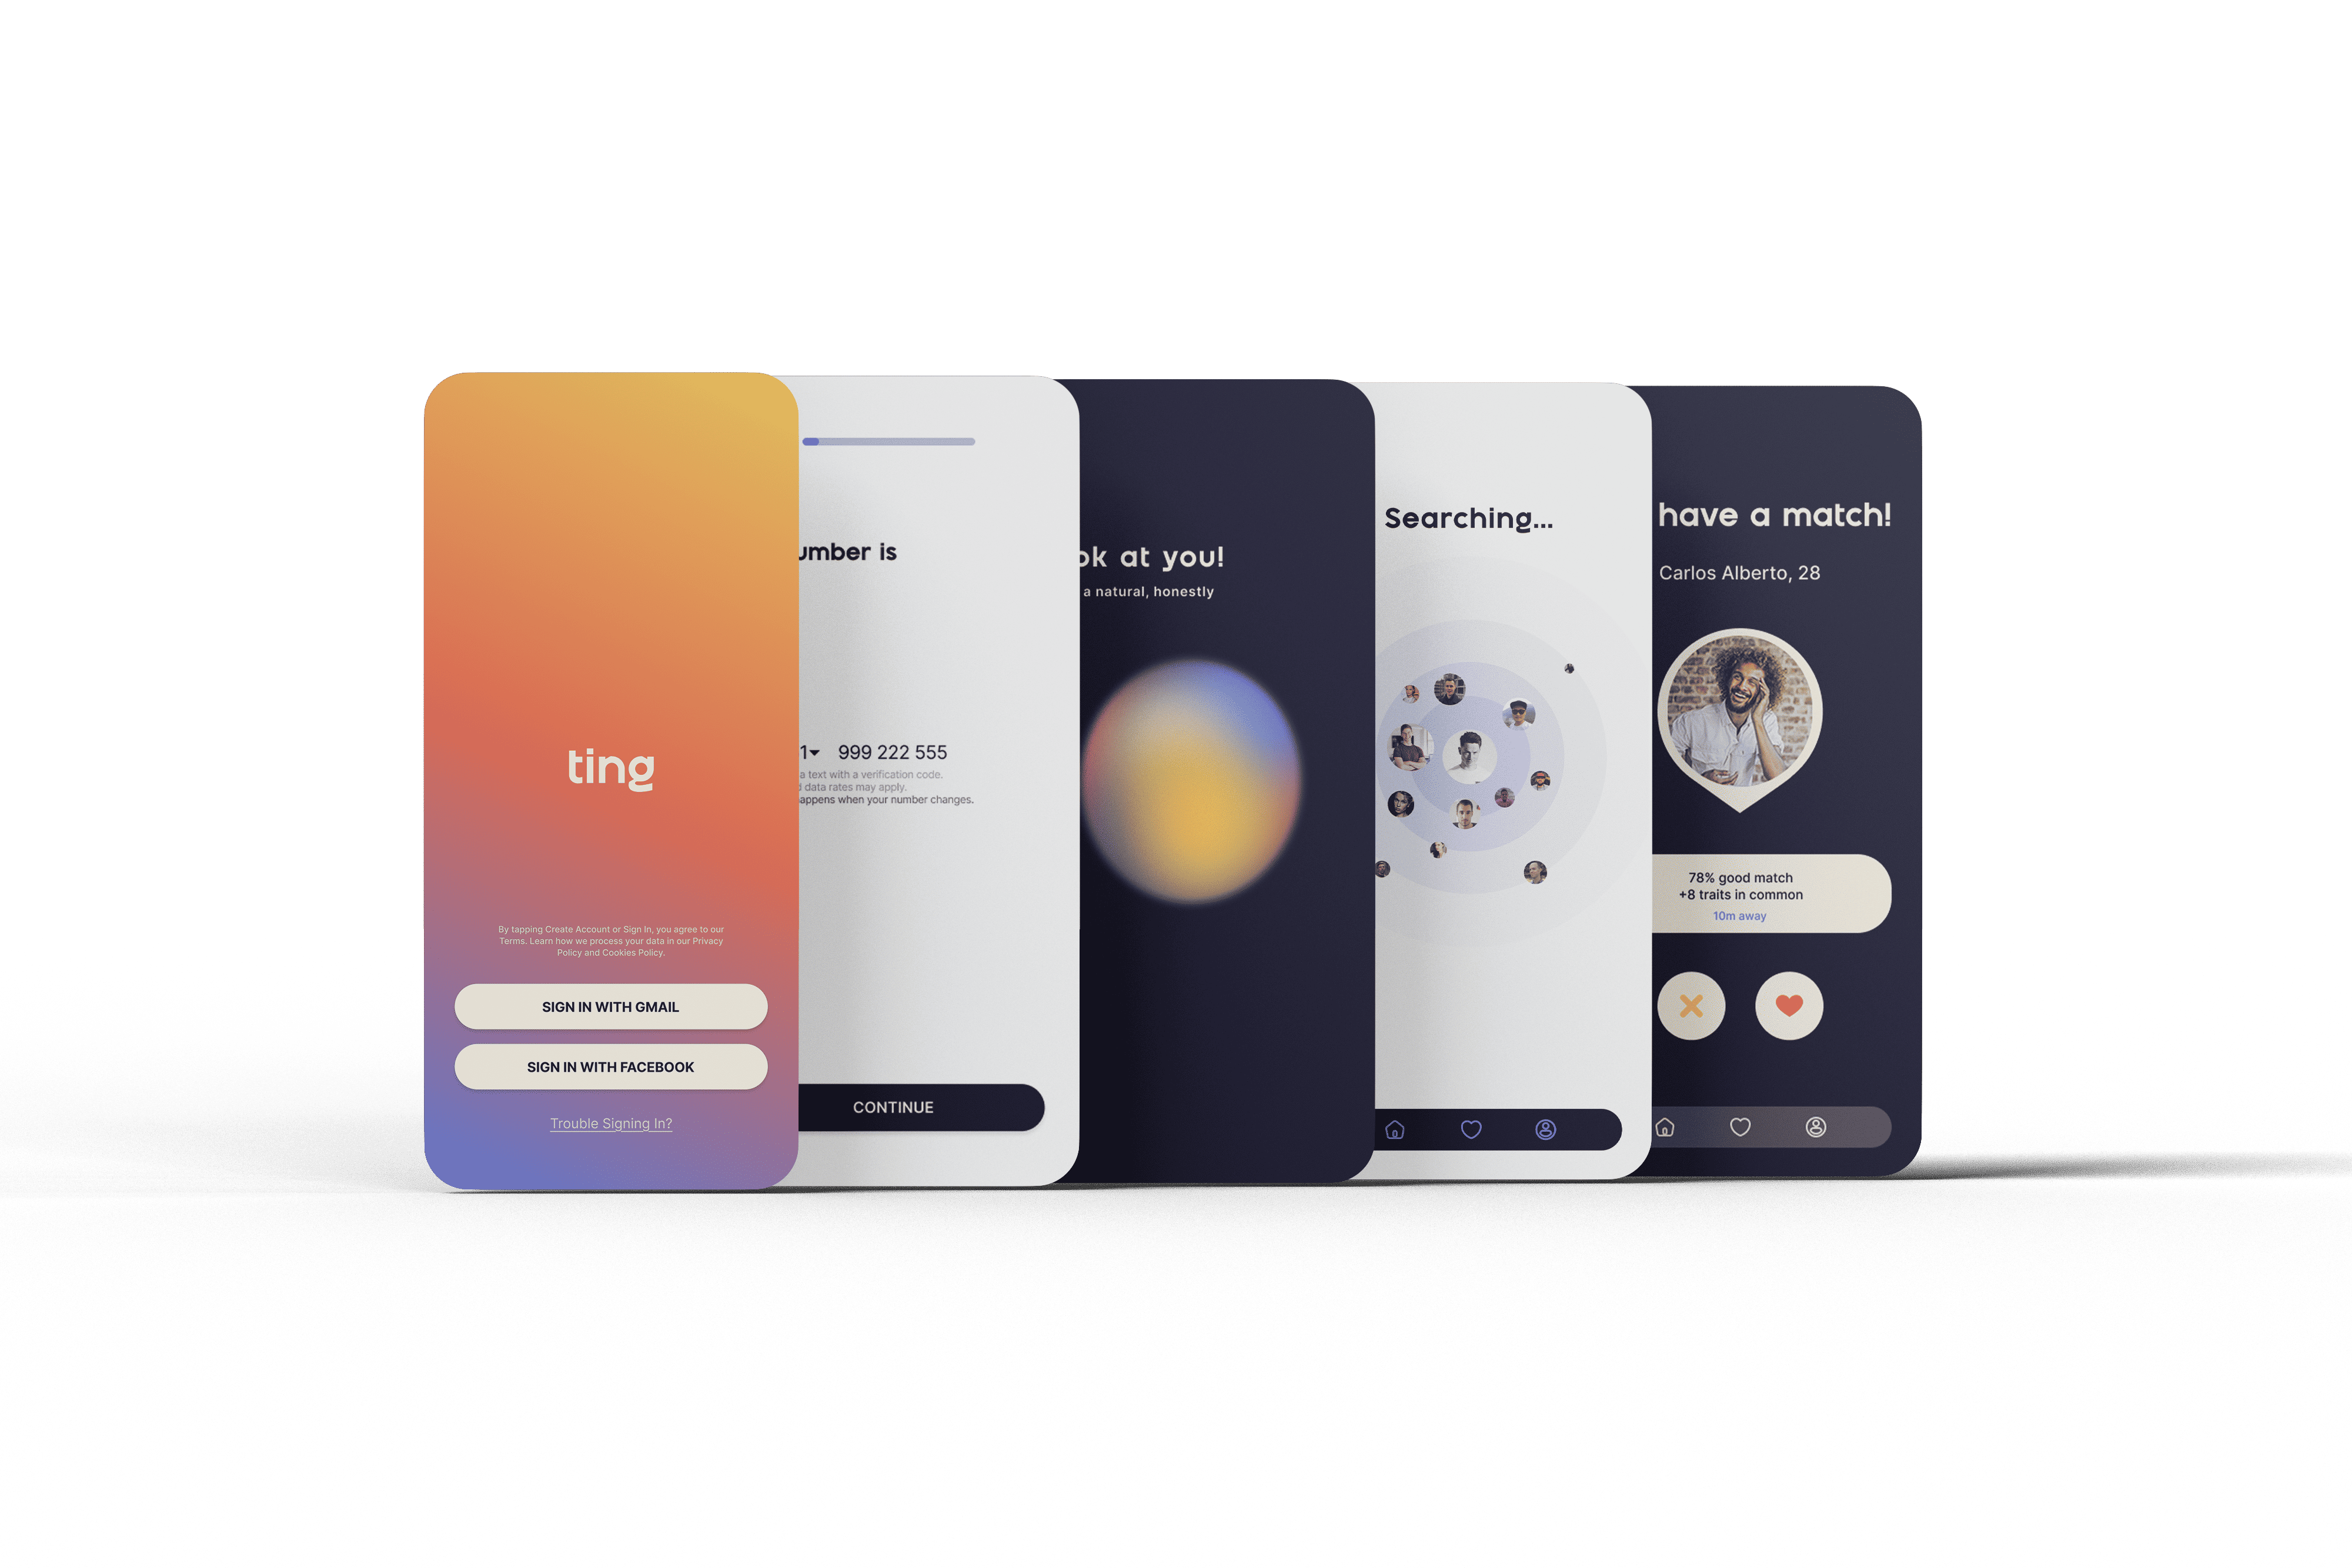 ting
By tapping Create Account or Sign In, you agree to our
Terms. Learn how we process your data in our Privacy
Policy and Cookies Policy.
SIGN IN WITH GMAIL
SIGN IN WITH FACEBOOK
Trouble Signing In?
umber is
1 999 222 555
a text with a verification code.
d data rates may apply.
appens when your number changes.
CONTINUE
ok at you!
a natural, honestly
Searching...
have a match!
Carlos Alberto, 28
78% good match
+8 traits in common
10m away